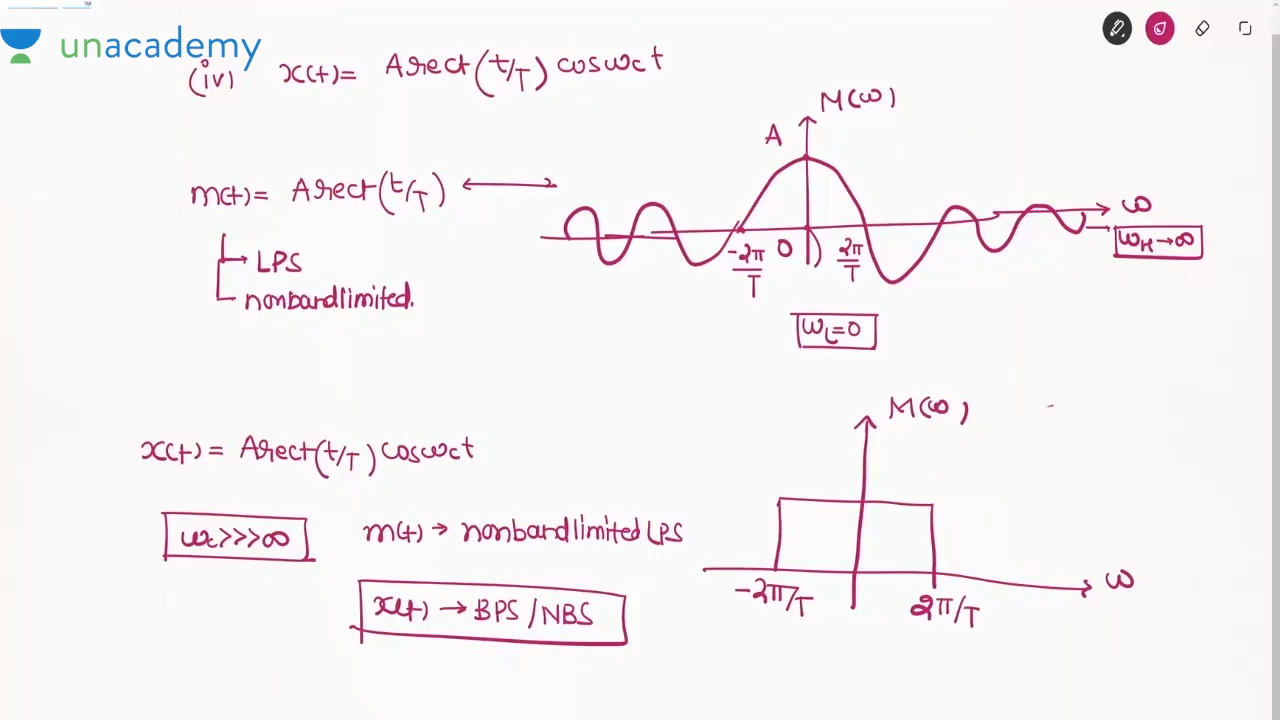 TM
unacademy
(iv) x(t)= Arect(t/T) cosωct
M(ω)
A
m(t)= Arect(t/T)
ω
ωH→∞
-2π/T 0 2π/T
LPS
nonbandlimited.
ωL=0
M(ω)
x(t)= Arect(t/T)cosωct
ωc>>>∞ m(t)→ nonbandlimited LPS
ω
-2π/T 2π/T
x(t)→BPS/NBS